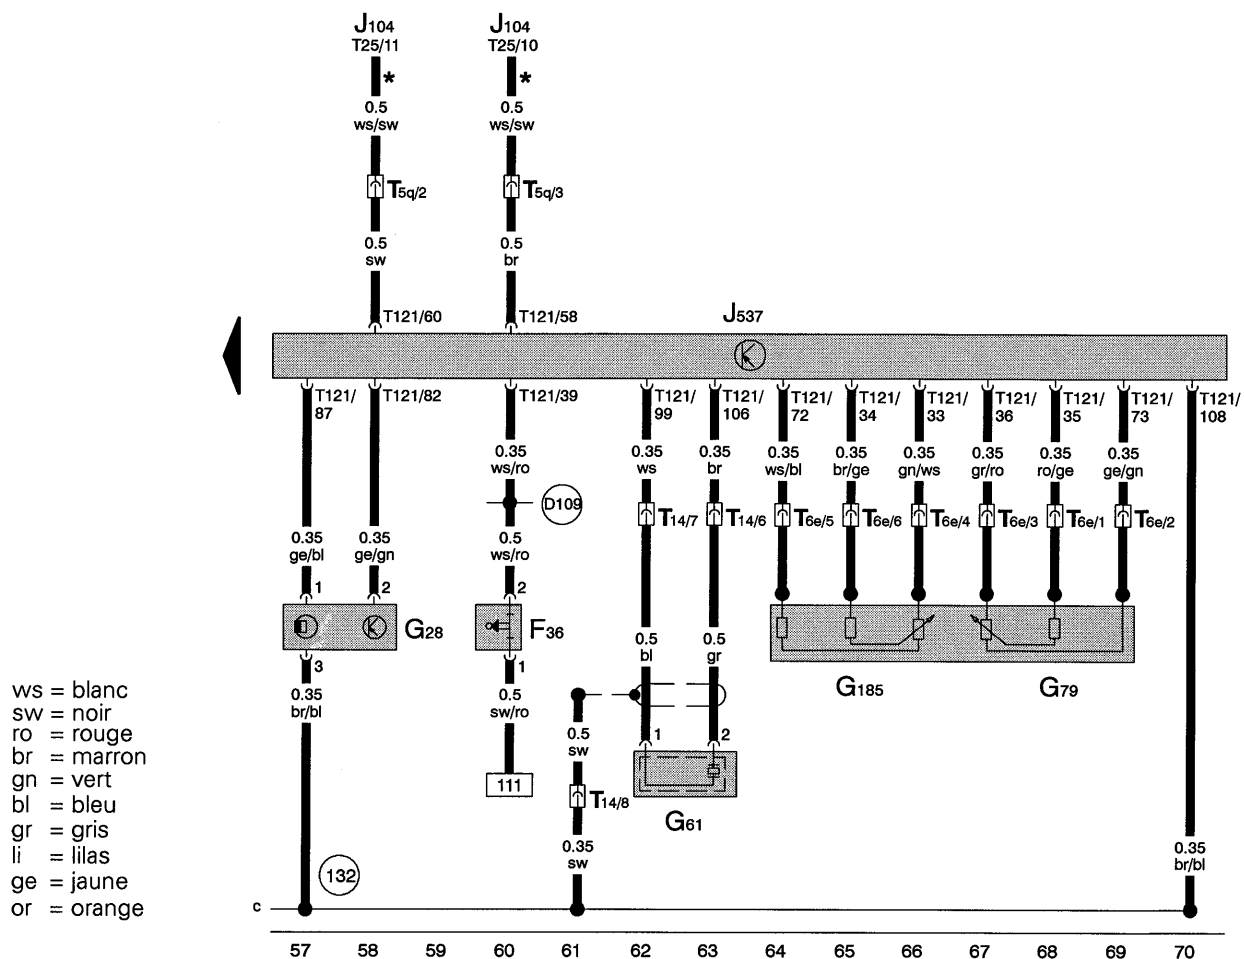 J104 J104
T25/11 T25/10
* *
0.5 0.5
ws/sw ws/sw
T5q/2 T5q/3
0.5 0.5
sw br
T121/60 T121/58 J537
T121/ T121/82 T121/39 T121/ T121/ T121/ T121/ T121/ T121/ T121/ T121/ T121/
87 99 106 72 34 33 36 35 73 108
0.35 0.35 0.35 0.35 0.35 0.35 0.35 0.35 0.35
ws/ro ws br ws/bl br/ge gn/ws gr/ro ro/ge ge/gn
D109
T14/7 T14/6 T6e/5 T6e/6 T6e/4 T6e/3 T6e/1 T6e/2
0.35 0.35 0.5
ge/bl ge/gn ws/ro
1 2 2
G28 F36
0.5 0.5
bl gr
3 1
G185 G79
0.35 0.5
br/bl sw/ro
0.5 1 2
sw
111
T14/8
G61
0.35 0.35
sw br/bl
132
c
57 58 59 60 61 62 63 64 65 66 67 68 69 70
ws = blanc
sw = noir
ro = rouge
br = marron
gn = vert
bl = bleu
gr = gris
li = lilas
ge = jaune
or = orange